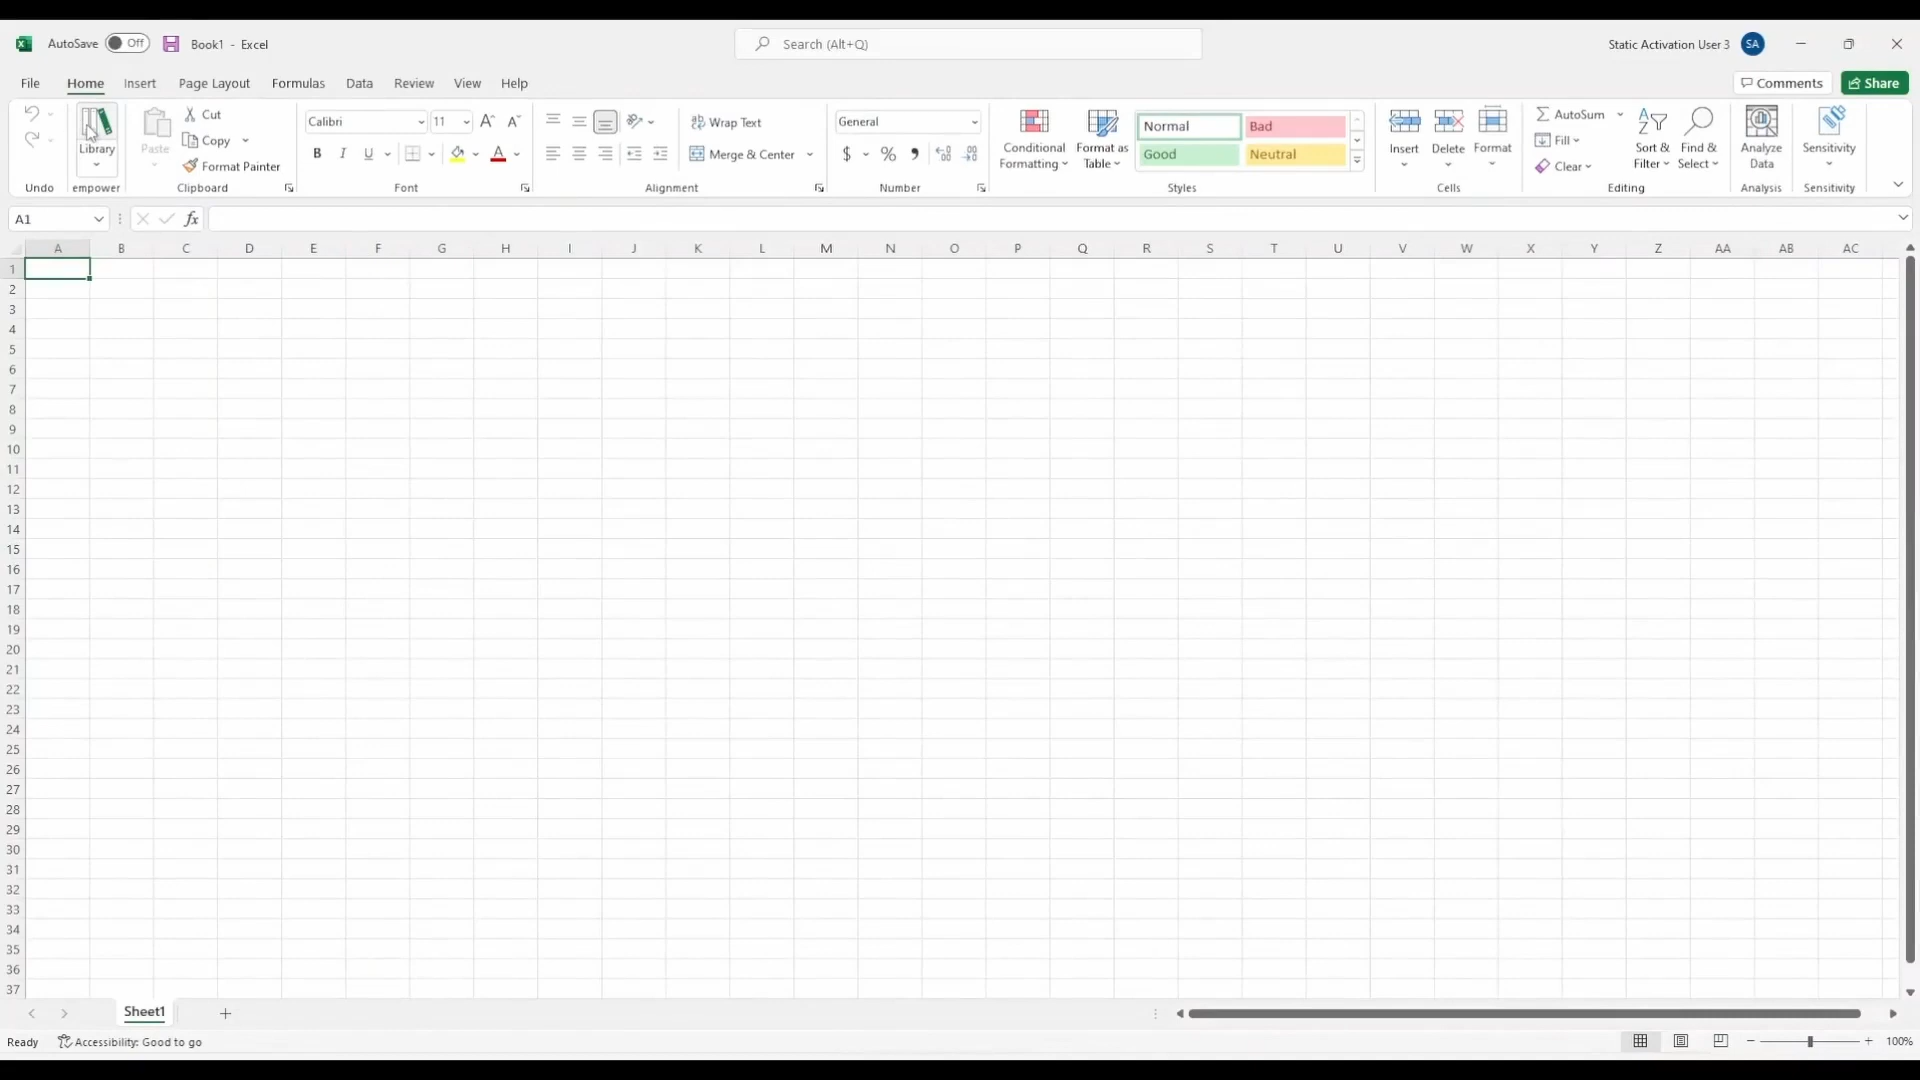 AutoSave Off Book1 - Excel Search (Alt+Q) Static Activation User 3 SA
File Home Insert Page Layout Formulas Data Review View Help Comments Share
Library
Paste
Cut
Copy
Format Painter
Calibri 11
B I U A
Wrap Text
Merge & Center
General
$ %
Conditional Formatting
Format as Table
Normal Bad
Good Neutral
Insert Delete Format
AutoSum
Fill
Clear
Sort & Filter
Find & Select
Analyze Data
Sensitivity
Undo empower Clipboard Font Alignment Number Styles Cells Editing Analysis Sensitivity
A1 fx
A B C D E F G H I J K L M N O P Q R S T U V W X Y Z AA AB AC
1
2
3
4
5
6
7
8
9
10
11
12
13
14
15
16
17
18
19
20
21
22
23
24
25
26
27
28
29
30
31
32
33
34
35
36
37
Sheet1
Ready Accessibility: Good to go 100%